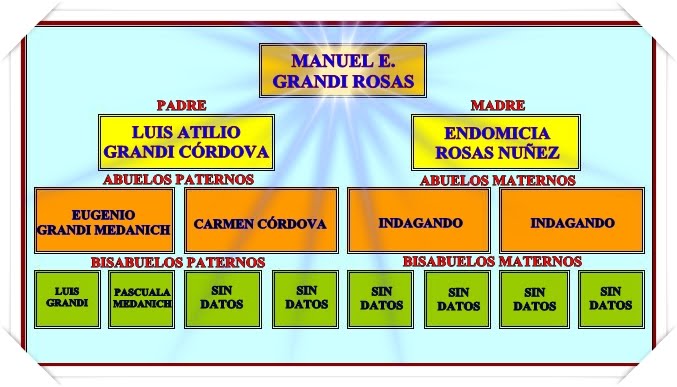 MANUEL E.
GRANDI ROSAS
PADRE
MADRE
LUIS ATILIO
GRANDI CÓRDOVA
ENDOMICIA
ROSAS NUÑEZ
ABUELOS PATERNOS
ABUELOS MATERNOS
EUGENIO
GRANDI MEDANICH
CARMEN CÓRDOVA
INDAGANDO
INDAGANDO
BISABUELOS PATERNOS
BISABUELOS MATERNOS
LUIS
GRANDI
PASCUALA
MEDANICH
SIN
DATOS
SIN
DATOS
SIN
DATOS
SIN
DATOS
SIN
DATOS
SIN
DATOS